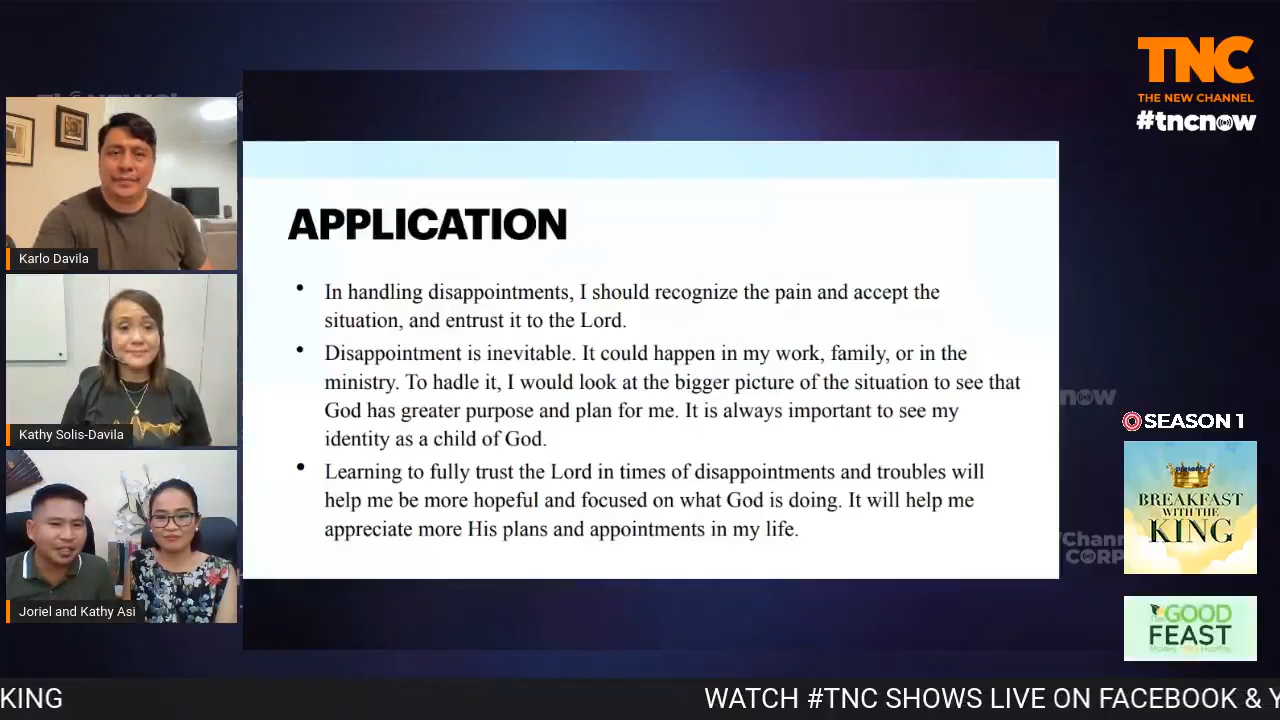 TNC
THE NEW CHANNEL
#tncnow
Karlo Davila
Kathy Solis-Davila
Joriel and Kathy Asi
APPLICATION
• In handling disappointments, I should recognize the pain and accept the
situation, and entrust it to the Lord.
• Disappointment is inevitable. It could happen in my work, family, or in the
ministry. To hadle it, I would look at the bigger picture of the situation to see that
God has greater purpose and plan for me. It is always important to see my
identity as a child of God.
• Learning to fully trust the Lord in times of disappointments and troubles will
help me be more hopeful and focused on what God is doing. It will help me
appreciate more His plans and appointments in my life.
SEASON 1
presents
BREAKFAST
WITH THE
KING
GOOD
FEAST
KING
WATCH #TNC SHOWS LIVE ON FACEBOOK & Y